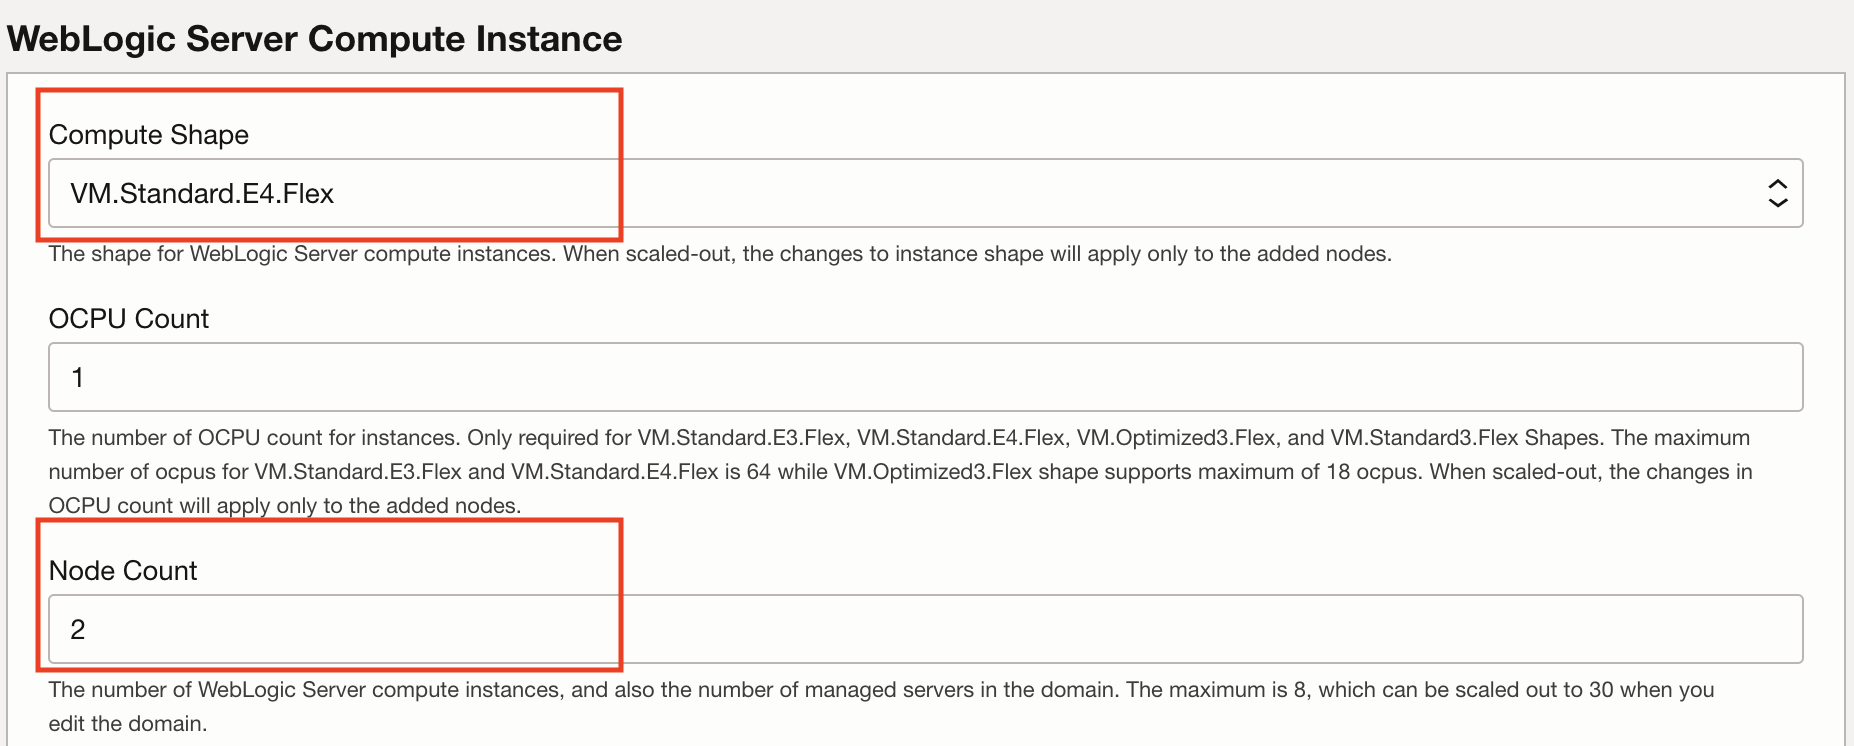 WebLogic Server Compute Instance
Compute Shape
VM.Standard.E4.Flex
The shape for WebLogic Server compute instances. When scaled-out, the changes to instance shape will apply only to the added nodes.
OCPU Count
1
The number of OCPU count for instances. Only required for VM.Standard.E3.Flex, VM.Standard.E4.Flex, VM.Optimized3.Flex, and VM.Standard3.Flex Shapes. The maximum
number of ocpus for VM.Standard.E3.Flex and VM.Standard.E4.Flex is 64 while VM.Optimized3.Flex shape supports maximum of 18 ocpus. When scaled-out, the changes in
OCPU count will apply only to the added nodes.
Node Count
2
The number of WebLogic Server compute instances, and also the number of managed servers in the domain. The maximum is 8, which can be scaled out to 30 when you
edit the domain.